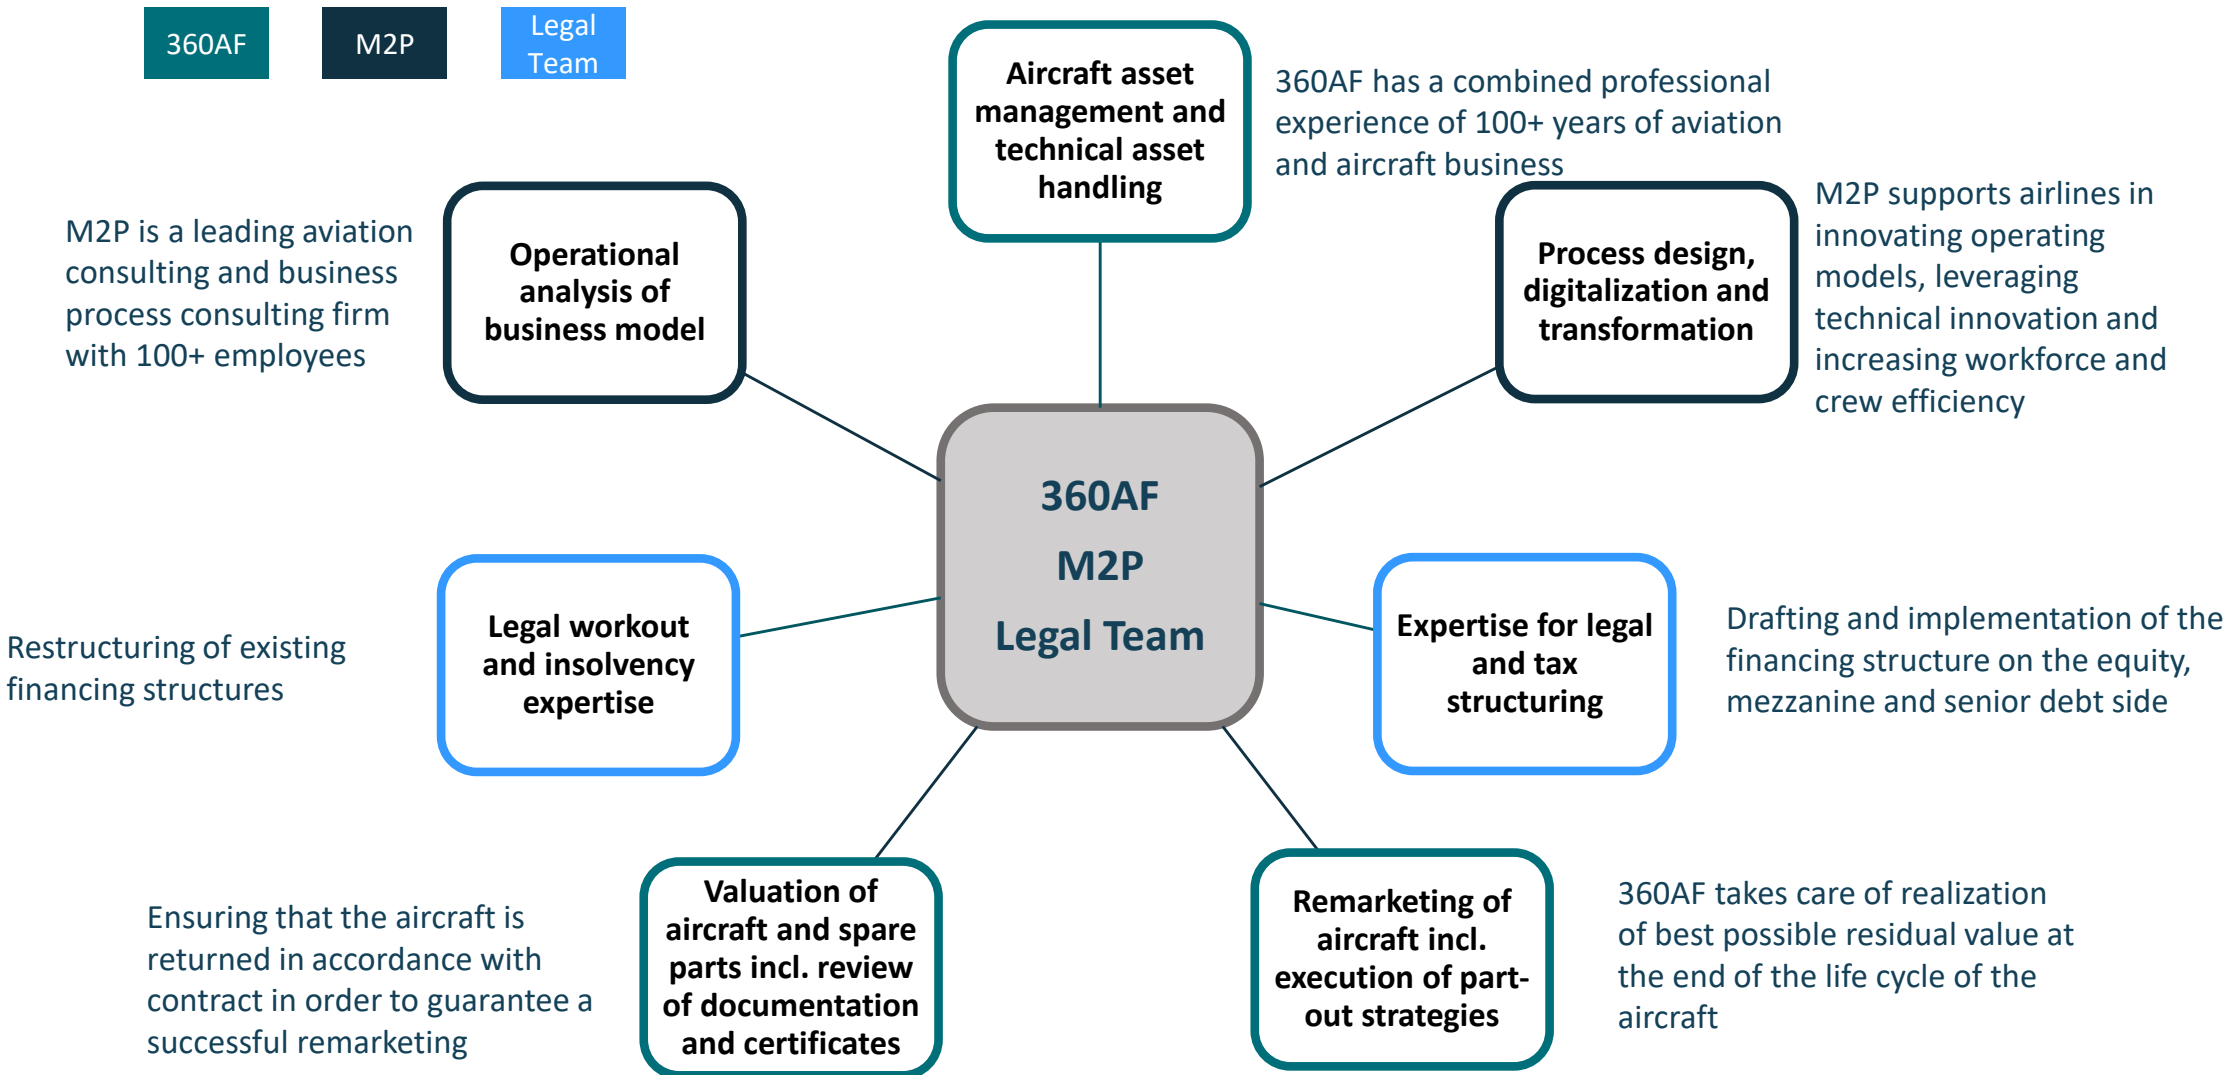 360AF
M2P
Legal
Team
Aircraft asset
management and
technical asset
handling
360AF has a combined professional
experience of 100+ years of aviation
and aircraft business
M2P is a leading aviation
consulting and business
process consulting firm
with 100+ employees
Operational
analysis of
business model
Process design,
digitalization and
transformation
M2P supports airlines in
innovating operating
models, leveraging
technical innovation and
increasing workforce and
crew efficiency
360AF
M2P
Legal Team
Restructuring of existing
financing structures
Legal workout
and insolvency
expertise
Expertise for legal
and tax
structuring
Drafting and implementation of the
financing structure on the equity,
mezzanine and senior debt side
Ensuring that the aircraft is
returned in accordance with
contract in order to guarantee a
successful remarketing
Valuation of
aircraft and spare
parts incl. review
of documentation
and certificates
Remarketing of
aircraft incl.
execution of part-
out strategies
360AF takes care of realization
of best possible residual value at
the end of the life cycle of the
aircraft